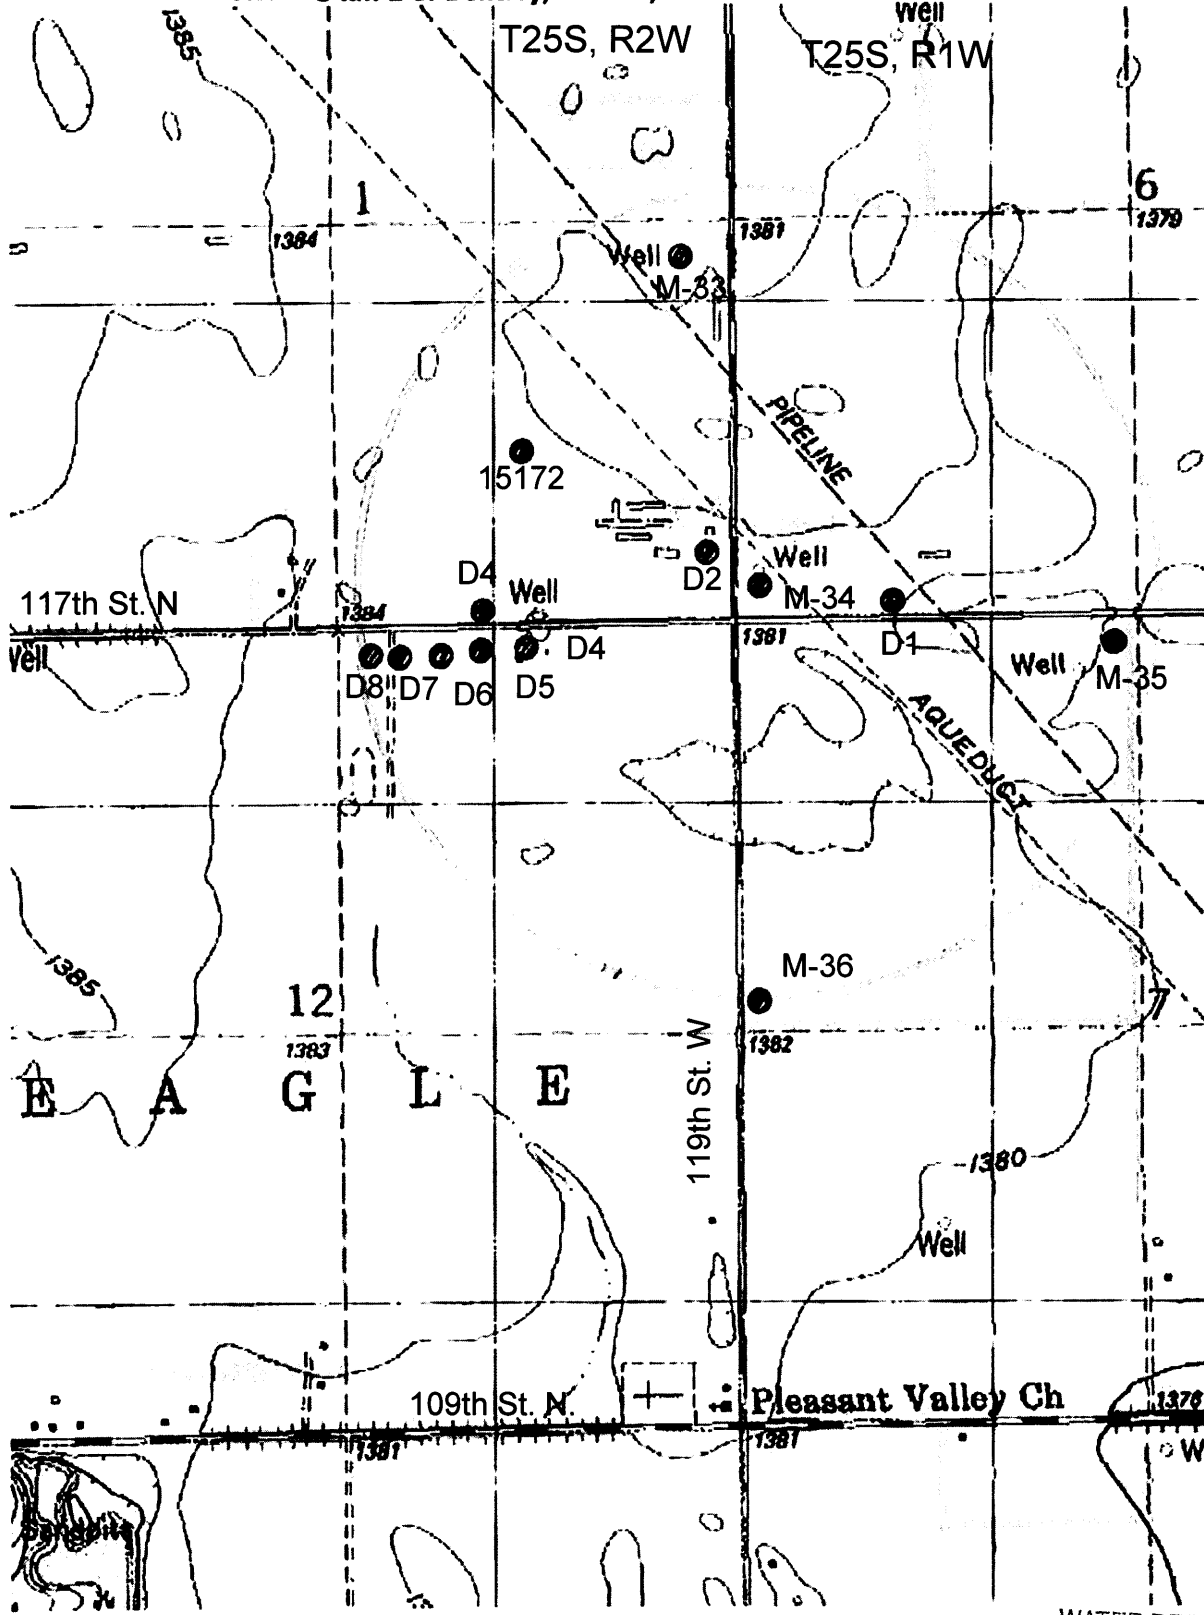 Well
T25S, R2W
T25S, R1W
1385
1
6
1384
1381
1379
Well
M-33
PIPELINE
15172
D4
Well
D2
Well
M-34
117th St. N
1384
1381
D1
Well
D4
Well
M-35
D8
D7
D6
D5
AQUEDUCT
M-36
1385
12
7
1383
1382
E A G L E
119th St. W
1380
Well
109th St. N.
Pleasant Valley Ch
1376
1381
1381
W